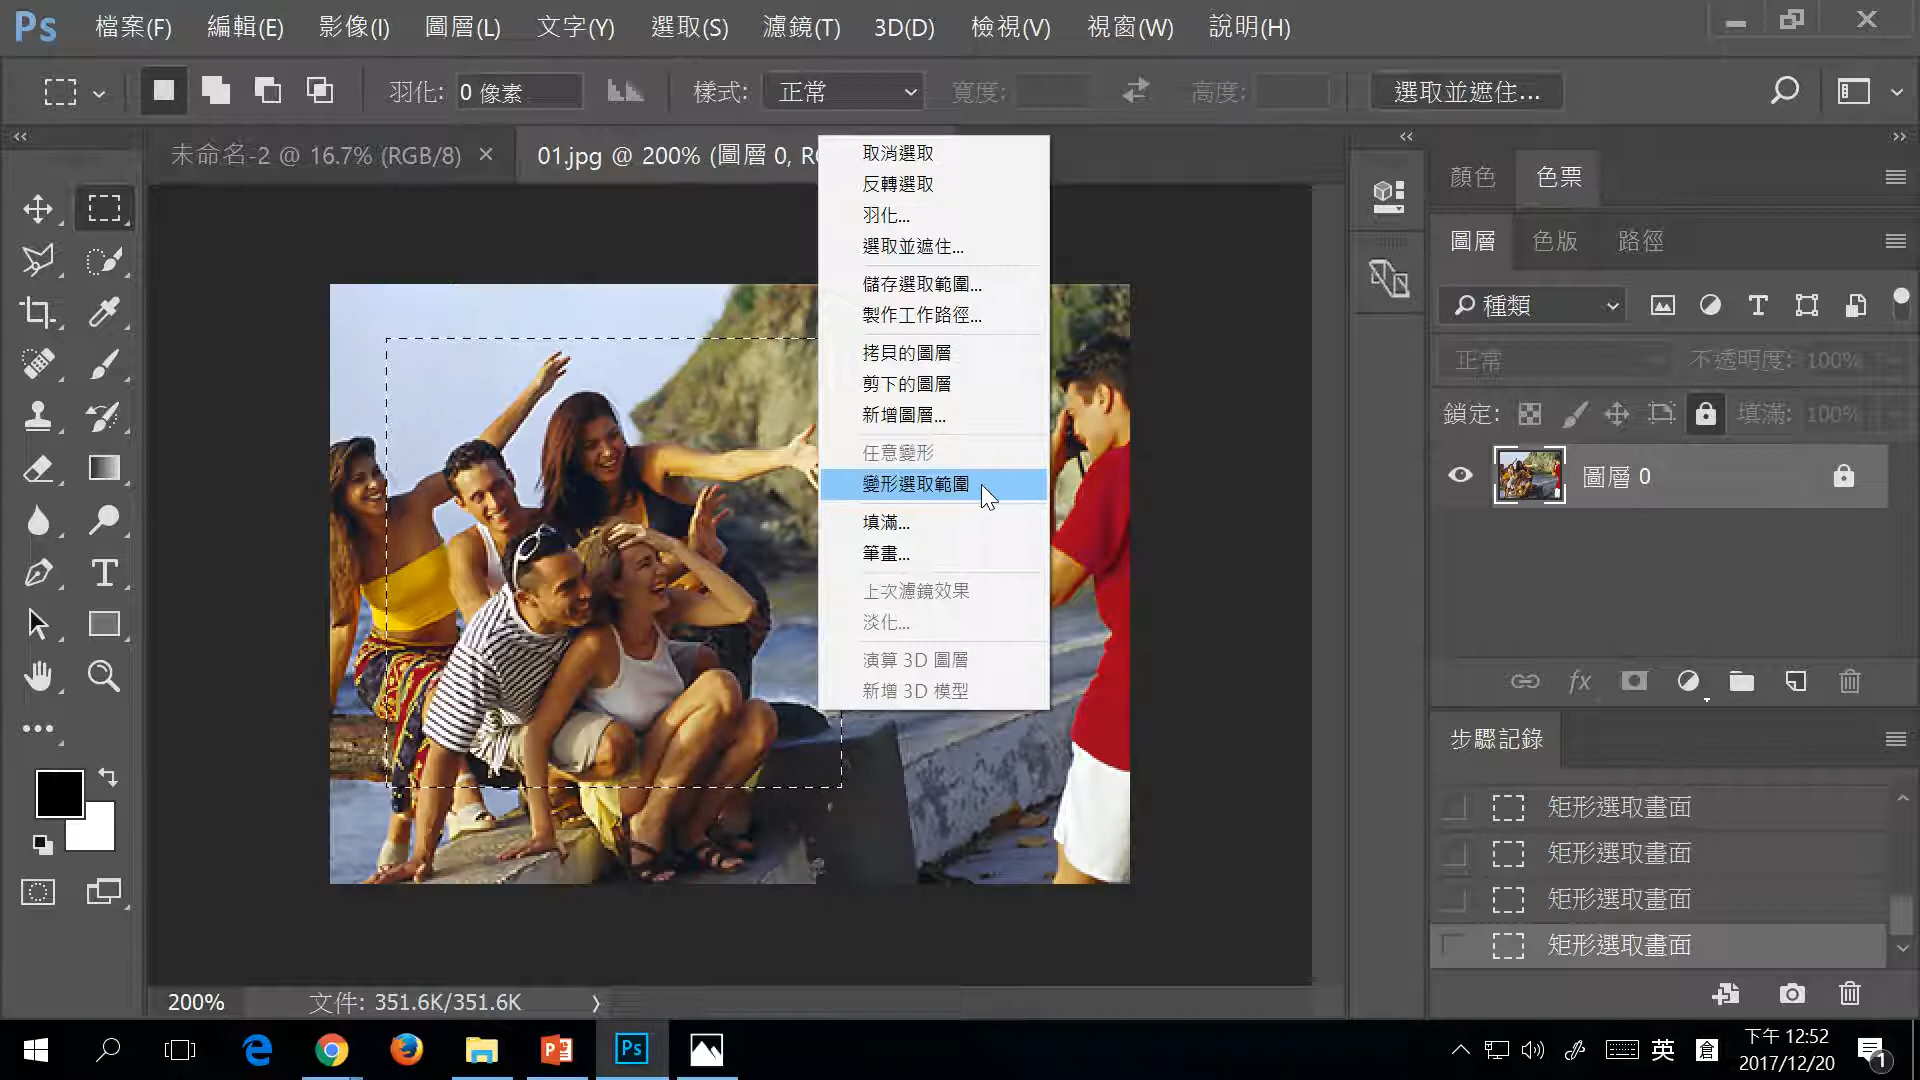 Ps 檔案(F) 編輯(E) 影像(I) 圖層(L) 文字(Y) 選取(S) 濾鏡(T) 3D(D) 檢視(V) 視窗(W) 說明(H)
羽化: 0 像素 樣式: 正常 寬度: 高度: 選取並遮住...
未命名-2 @ 16.7% (RGB/8) ×
01.jpg @ 200% (圖層 0, RG
取消選取
反轉選取
羽化...
選取並遮住...
儲存選取範圍...
製作工作路徑...
拷貝的圖層
剪下的圖層
新增圖層...
任意變形
變形選取範圍
填滿...
筆畫...
上次濾鏡效果
淡化...
演算 3D 圖層
新增 3D 模型
顏色 色票
圖層 色版 路徑
種類
正常 不透明度: 100%
鎖定: 填滿: 100%
圖層 0
fx
步驟記錄
矩形選取畫面
矩形選取畫面
矩形選取畫面
矩形選取畫面
200% 文件: 351.6K/351.6K
Ps
英 倉
下午 12:52
2017/12/20
1